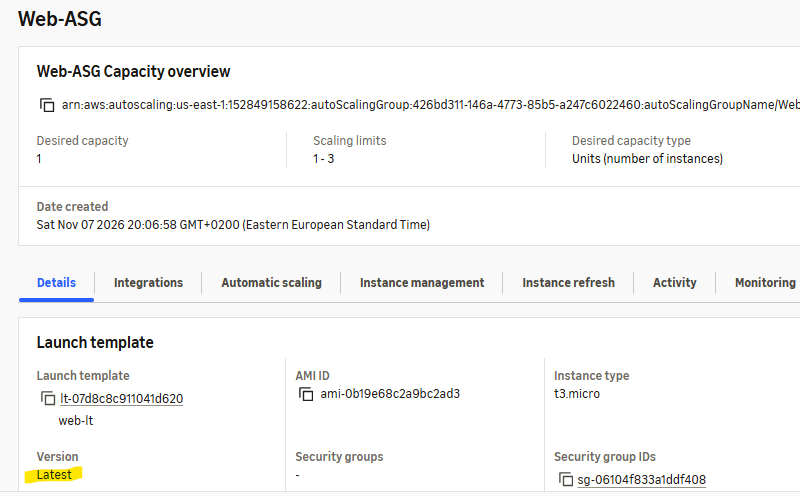 Web-ASG
Web-ASG Capacity overview
arn:aws:autoscaling:us-east-1:152849158622:autoScalingGroup:426bd311-146a-4773-85b5-a247c6022460:autoScalingGroupName/Web
Desired capacity
1
Scaling limits
1 - 3
Desired capacity type
Units (number of instances)
Date created
Sat Nov 07 2026 20:06:58 GMT+0200 (Eastern European Standard Time)
Details Integrations Automatic scaling Instance management Instance refresh Activity Monitoring
Launch template
Launch template
lt-07d8c8c911041d620
web-lt
AMI ID
ami-0b19e68c2a9bc2ad3
Instance type
t3.micro
Version
Latest
Security groups
-
Security group IDs
sg-06104f833a1ddf408